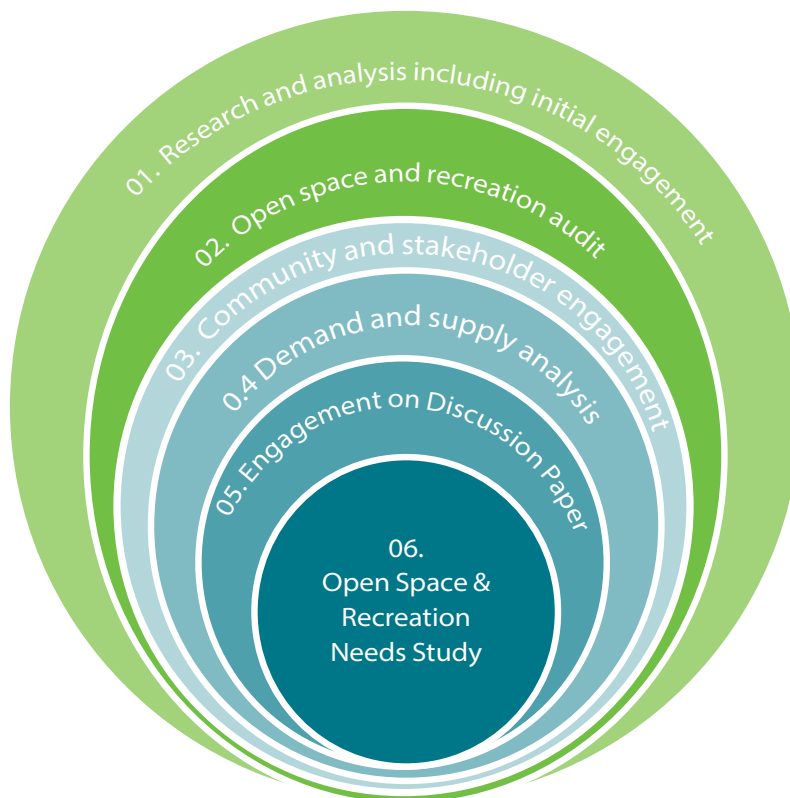 01. Research and analysis including initial engagement
02. Open space and recreation audit
03. Community and stakeholder engagement
0.4 Demand and supply analysis
05. Engagement on Discussion Paper
06.
Open Space &
Recreation
Needs Study